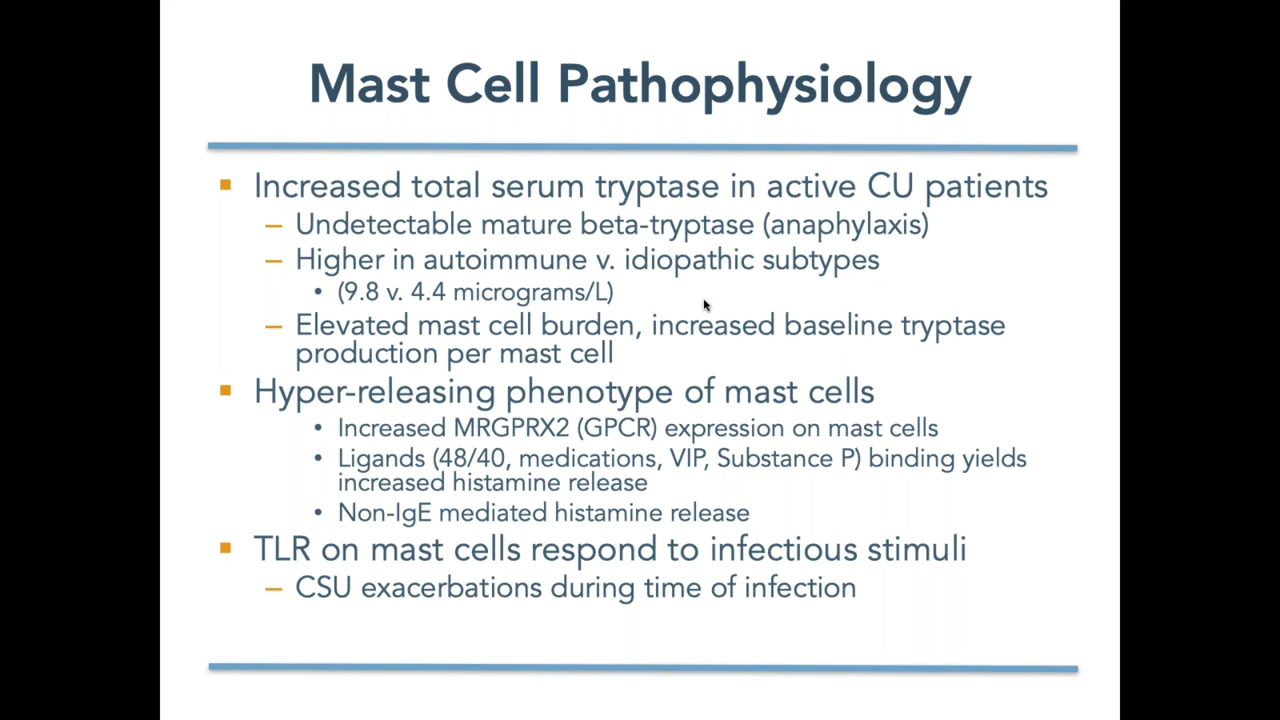 Mast Cell Pathophysiology
▪ Increased total serum tryptase in active CU patients
– Undetectable mature beta-tryptase (anaphylaxis)
– Higher in autoimmune v. idiopathic subtypes
• (9.8 v. 4.4 micrograms/L)
– Elevated mast cell burden, increased baseline tryptase
production per mast cell
▪ Hyper-releasing phenotype of mast cells
• Increased MRGPRX2 (GPCR) expression on mast cells
• Ligands (48/40, medications, VIP, Substance P) binding yields
increased histamine release
• Non-IgE mediated histamine release
▪ TLR on mast cells respond to infectious stimuli
– CSU exacerbations during time of infection